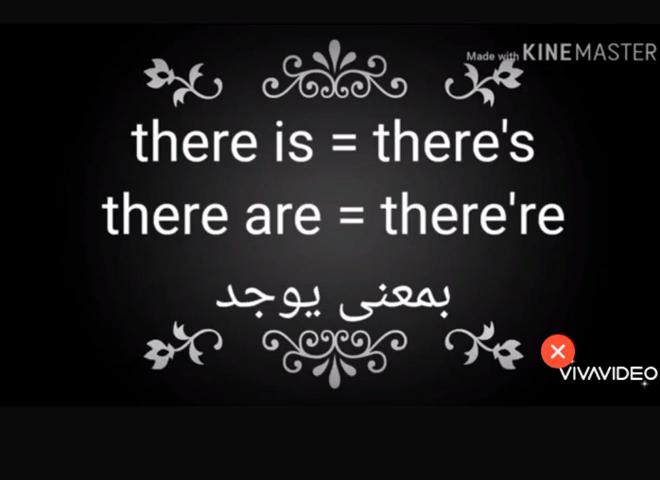 Made with KINEMASTER
there is = there's
there are = there're
بمعنى يوجد
VIVAVIDEO